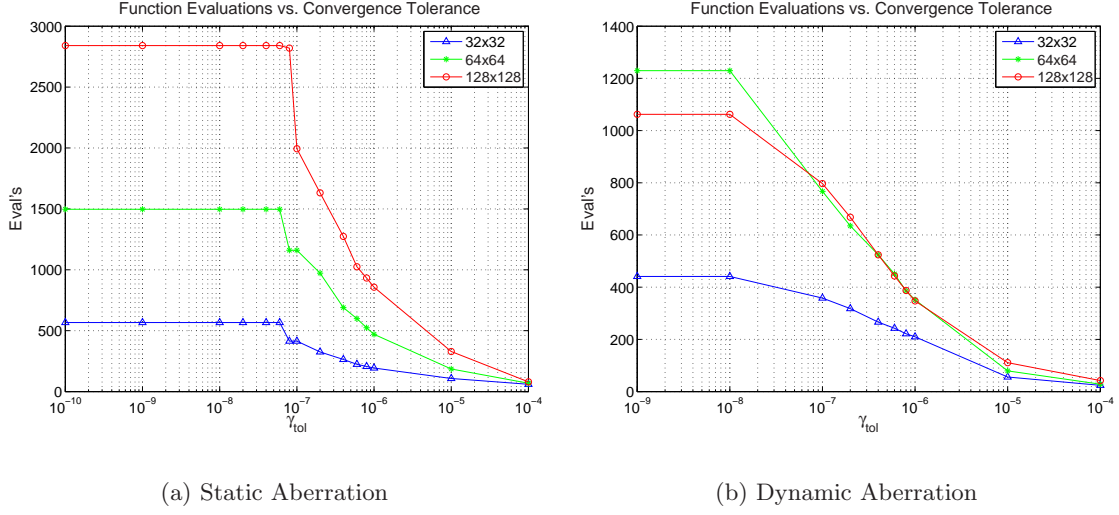 Function Evaluations vs. Convergence Tolerance
3000
2500
2000
1500
1000
500
0
Eval's
32x32
64x64
128x128
10^−10 10^−9 10^−8 10^−7 10^−6 10^−5 10^−4
γ_tol
(a) Static Aberration
Function Evaluations vs. Convergence Tolerance
1400
1200
1000
800
600
400
200
0
Eval's
32x32
64x64
128x128
10^−9 10^−8 10^−7 10^−6 10^−5 10^−4
γ_tol
(b) Dynamic Aberration